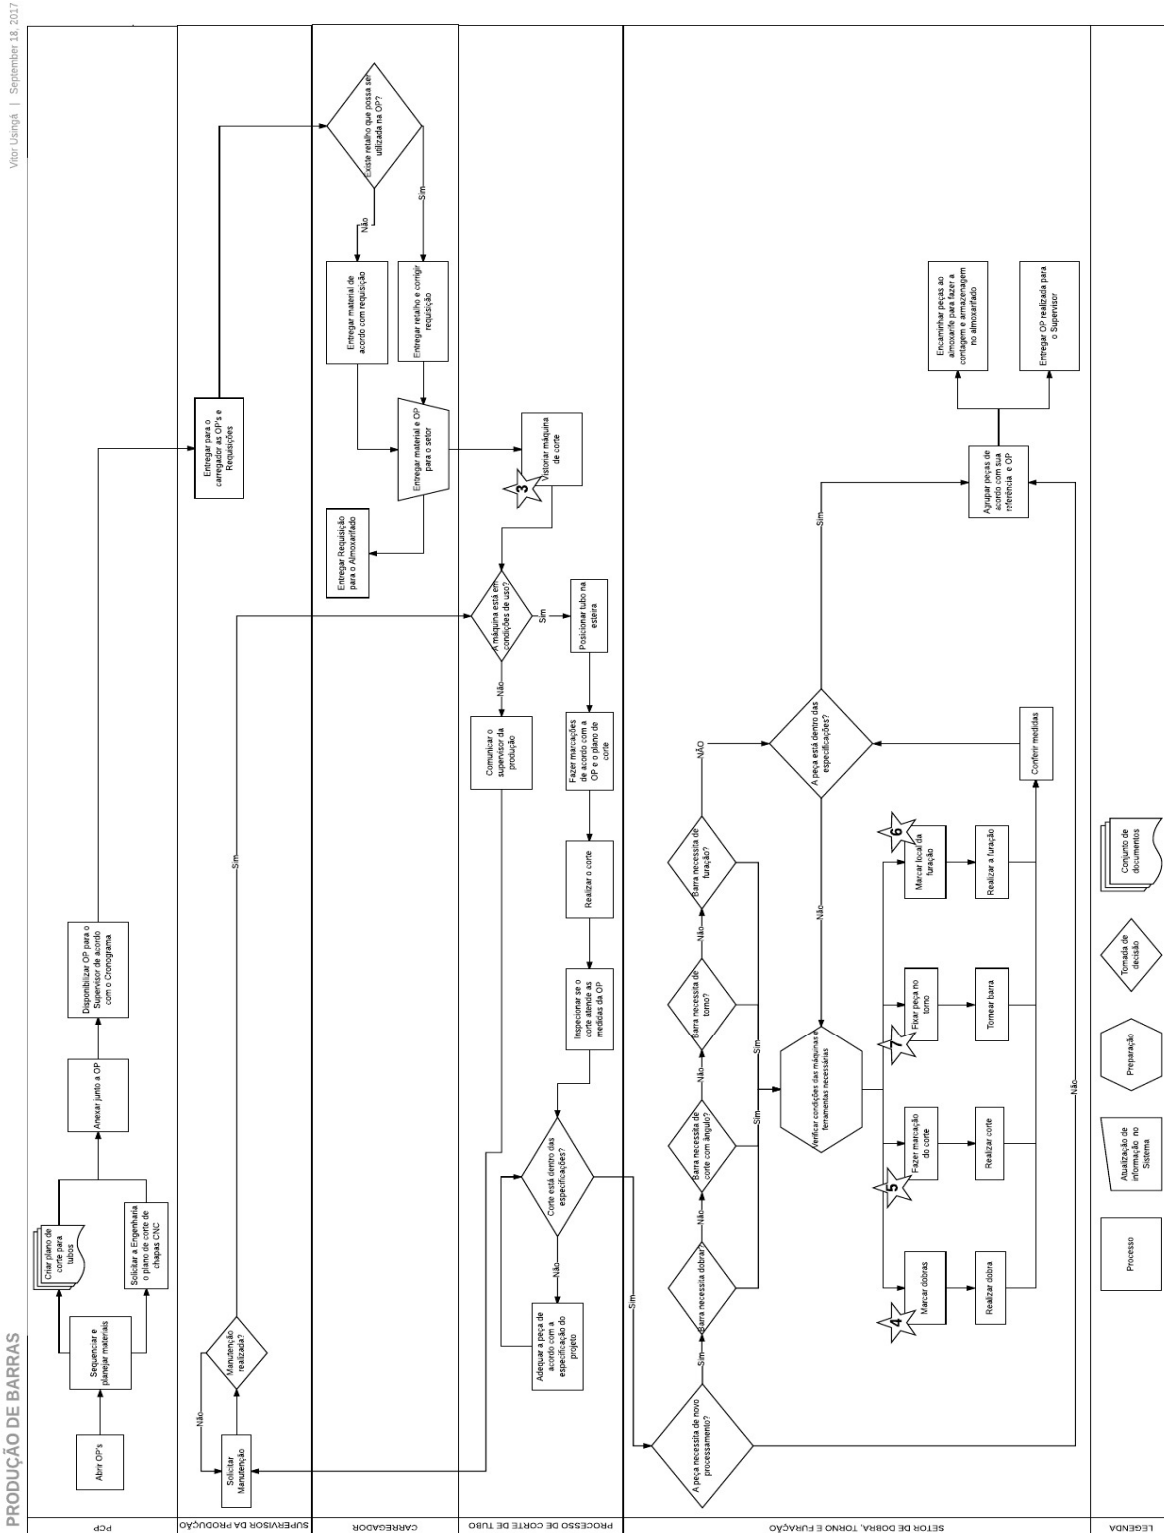 PRODUÇÃO DE BARRAS
Vitor Usingá | September 18, 2017
PCP
Abrir OP's
Sequenciar e
planejar materiais
Criar plano de
corte para
tubos
Solicitar a Engenharia
o plano de corte de
chapas CNC
Anexar junto a OP
Disponibilizar OP para o
Supervisor de acordo
com o Cronograma
SUPERVISOR DA PRODUÇÃO
Solicitar
Manutenção
Não
Manutenção
realizada?
Sim
Entregar para o
carregador as OP's e
Requisições
CARREGADOR
Existe retalho que possa ser
utilizada na OP?
Não
Sim
Entregar material de
acordo com requisição
Entregar retalho e corrigir
requisição
Entregar material e OP
para o setor
Entregar Requisição
para o Almoxarifado
PROCESSO DE CORTE DE TUBO
3
Vistoriar máquina
de corte
A máquina está em
condições de uso?
Não
Sim
Comunicar o
supervisor da
produção
Posicionar tubo na
esteira
Fazer marcações
de acordo com a
OP e o plano de
corte
Realizar o corte
Inspecionar se o
corte atende as
medidas da OP
Corte está dentro das
especificações?
Não
Sim
Adequar a peça de
acordo com a
especificação do
projeto
SETOR DE DOBRA, TORNO E FURAÇÃO
A peça necessita de novo
processamento?
Sim
Não
Barra necessita dobrar?
Não
Barra necessita de
corte com ângulo?
Não
Barra necessita de
torno?
Não
Barra necessita de
furação?
NÃO
Sim
Sim
Verificar condições das máquinas e
ferramentas necessárias
4
Marcar dobras
Realizar dobra
5
Fazer marcação
do corte
Realizar corte
7
Fixar peça no
torno
Tornear barra
6
Marcar local da
furação
Realizar a furação
Conferir medidas
A peça está dentro das
especificações?
Não
Sim
Agrupar peças de
acordo com sua
referência e OP
Encaminhar peças ao
almoxarife para fazer a
contagem e armazenagem
no almoxarifado
Entregar OP realizada para
o Supervisor
LEGENDA
Processo
Atualização de
informação no
Sistema
Preparação
Tomada de
decisão
Conjunto de
documentos